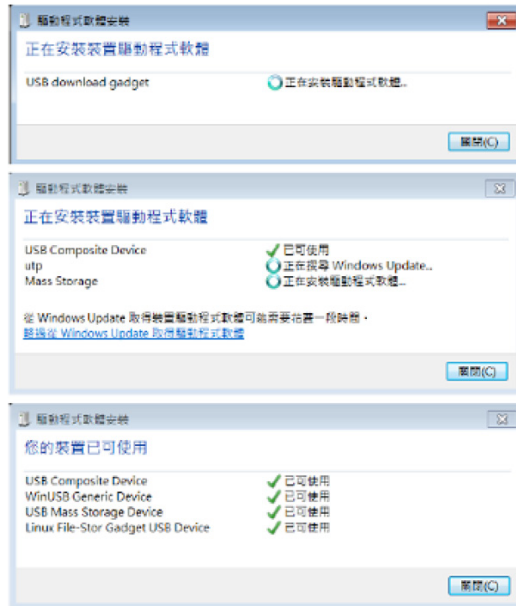 驅動程式軟體安裝
正在安裝裝置驅動程式軟體
USB download gadget 正在安裝驅動程式軟體...
關閉(C)
驅動程式軟體安裝
正在安裝裝置驅動程式軟體
USB Composite Device 已可使用
utp 正在搜尋 Windows Update...
Mass Storage 正在安裝驅動程式軟體...
從 Windows Update 取得裝置驅動程式軟體可能需要花費一段時間。
略過從 Windows Update 取得驅動程式軟體
關閉(C)
驅動程式軟體安裝
您的裝置已可使用
USB Composite Device 已可使用
WinUSB Generic Device 已可使用
USB Mass Storage Device 已可使用
Linux File-Stor Gadget USB Device 已可使用
關閉(C)